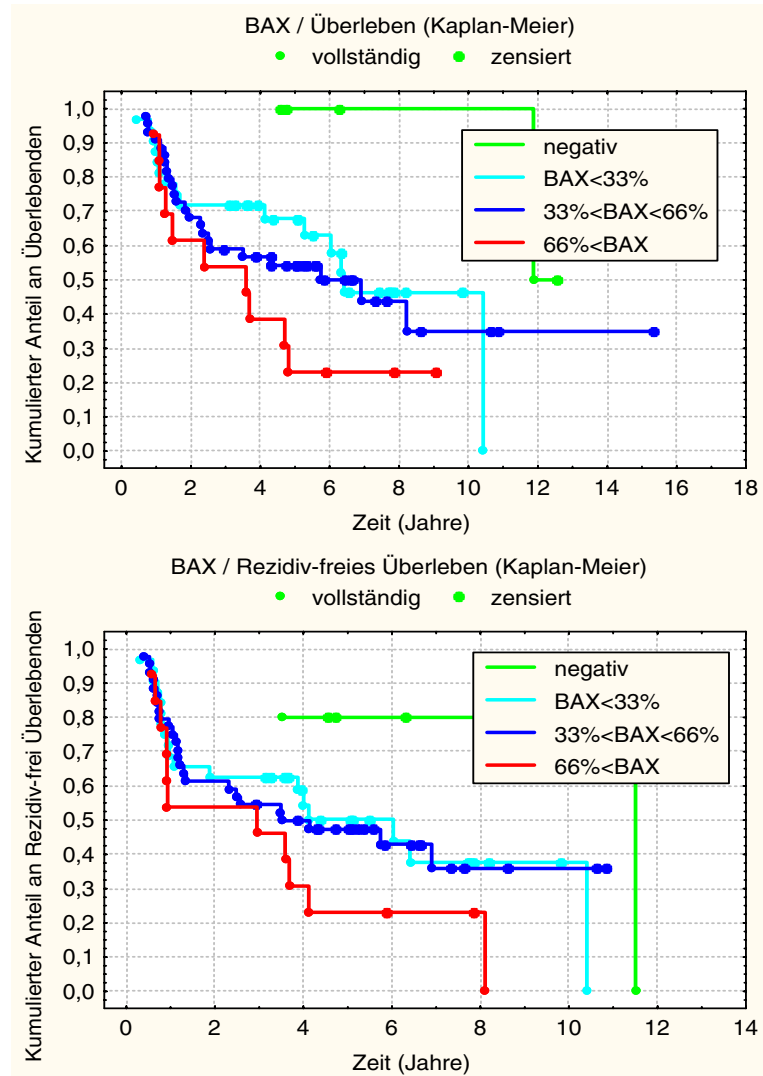 BAX / Überleben (Kaplan-Meier)
vollständig zensiert
Kumulierter Anteil an Überlebenden
1,0
0,9
0,8
0,7
0,6
0,5
0,4
0,3
0,2
0,1
0,0
negativ
BAX<33%
33%<BAX<66%
66%<BAX
0 2 4 6 8 10 12 14 16 18
Zeit (Jahre)
BAX / Rezidiv-freies Überleben (Kaplan-Meier)
vollständig zensiert
Kumulierter Anteil an Rezidiv-frei Überlebenden
1,0
0,9
0,8
0,7
0,6
0,5
0,4
0,3
0,2
0,1
0,0
negativ
BAX<33%
33%<BAX<66%
66%<BAX
0 2 4 6 8 10 12 14
Zeit (Jahre)